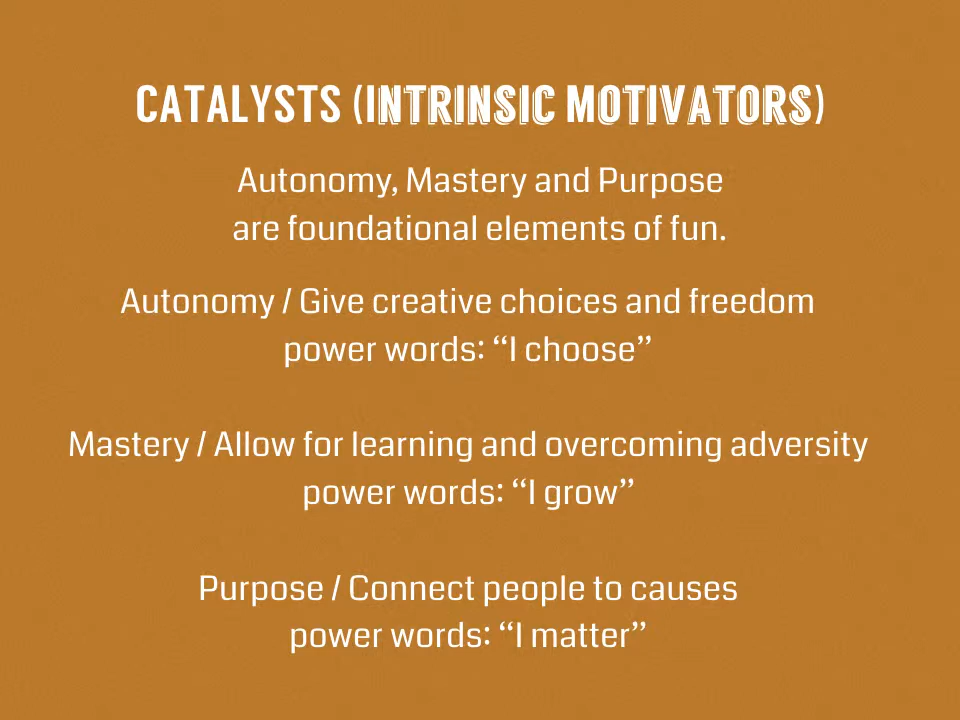 CATALYSTS (INTRINSIC MOTIVATORS)
Autonomy, Mastery and Purpose
are foundational elements of fun.
Autonomy / Give creative choices and freedom
power words: “I choose”
Mastery / Allow for learning and overcoming adversity
power words: “I grow”
Purpose / Connect people to causes
power words: “I matter”